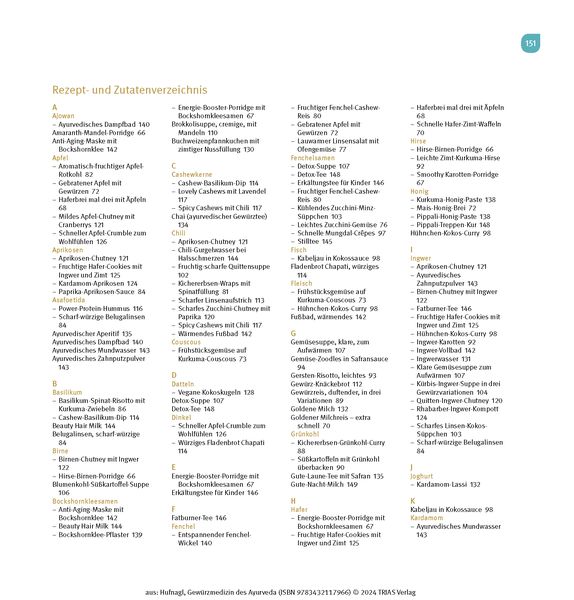 151
Rezept- und Zutatenverzeichnis
A
Ajowan
– Ayurvedisches Dampfbad 140
Amaranth-Mandel-Porridge 66
Anti-Aging-Maske mit
Bockshornklee 142
Apfel
– Aromatisch-fruchtiger Apfel-
Rotkohl 82
– Gebratener Apfel mit
Gewürzen 72
– Haferbrei mal drei mit Äpfeln
68
– Mildes Apfel-Chutney mit
Cranberrys 121
– Schneller Apfel-Crumble zum
Wohlfühlen 126
Aprikosen
– Aprikosen-Chutney 121
– Fruchtige Hafer-Cookies mit
Ingwer und Zimt 125
– Kardamom-Aprikosen 124
– Paprika-Aprikosen-Sauce 84
Asafoetida
– Power-Protein-Hummus 116
– Scharf-würzige Belugalinsen
84
Ayurvedischer Aperitif 135
Ayurvedisches Dampfbad 140
Ayurvedisches Mundwasser 143
Ayurvedisches Zahnputzpulver
143
B
Basilikum
– Basilikum-Spinat-Risotto mit
Kurkuma-Zwiebeln 86
– Cashew-Basilikum-Dip 114
Beauty Hair Milk 144
Belugalinsen, scharf-würzige
84
Birne
– Birnen-Chutney mit Ingwer
122
– Hirse-Birnen-Porridge 66
Blumenkohl-Süßkartoffel-Suppe
106
Bockshornkleesamen
– Anti-Aging-Maske mit
Bockshornklee 142
– Beauty Hair Milk 144
– Bockshornklee-Pflaster 139
– Energie-Booster-Porridge mit
Bockshornkleesamen 67
Brokkolisuppe, cremige, mit
Mandeln 110
Buchweizenpfannkuchen mit
zimtiger Nussfüllung 130
C
Cashewkerne
– Cashew-Basilikum-Dip 114
– Lovely Cashews mit Lavendel
117
– Spicy Cashews mit Chili 117
Chai (ayurvedischer Gewürztee)
134
Chili
– Aprikosen-Chutney 121
– Chili-Gurgelwasser bei
Halsschmerzen 144
– Fruchtig-scharfe Quittensuppe
102
– Kichererbsen-Wraps mit
Spinatfüllung 81
– Scharfer Linsenaufstrich 113
– Scharfes Zucchini-Chutney mit
Paprika 120
– Spicy Cashews mit Chili 117
– Wärmendes Fußbad 142
Couscous
– Frühstücksgemüse auf
Kurkuma-Couscous 73
D
Datteln
– Vegane Kokoskugeln 128
Detox-Suppe 107
Detox-Tee 148
Dinkel
– Schneller Apfel-Crumble zum
Wohlfühlen 126
– Würziges Fladenbrot Chapati
114
E
Energie-Booster-Porridge mit
Bockshornkleesamen 67
Erkältungstee für Kinder 146
F
Fatburner-Tee 146
Fenchel
– Entspannender Fenchel-
Wickel 140
– Fruchtiger Fenchel-Cashew-
Reis 80
– Gebratener Apfel mit
Gewürzen 72
– Lauwarmer Linsensalat mit
Ofengemüse 77
Fenchelsamen
– Detox-Suppe 107
– Detox-Tee 148
– Erkältungstee für Kinder 146
– Fruchtiger Fenchel-Cashew-
Reis 80
– Kühlendes Zucchini-Minz-
Süppchen 103
– Leichtes Zucchini-Gemüse 76
– Schnelle Mungdal-Crêpes 97
– Stilltee 145
Fisch
– Kabeljau in Kokossauce 98
Fladenbrot Chapati, würziges
114
Fleisch
– Frühstücksgemüse auf
Kurkuma-Couscous 73
– Hühnchen-Kokos-Curry 98
Fußbad, wärmendes 142
G
Gemüsesuppe, klare, zum
Aufwärmen 107
Gemüse-Zoodles in Safransauce
94
Gersten-Risotto, leichtes 93
Gewürz-Knäckebrot 112
Gewürzreis, duftender, in drei
Variationen 89
Goldene Milch 132
Goldener Milchreis – extra
schnell 70
Grünkohl
– Kichererbsen-Grünkohl-Curry
88
– Süßkartoffeln mit Grünkohl
überbacken 90
Gute-Laune-Tee mit Safran 135
Gute-Nacht-Milch 149
H
Hafer
– Energie-Booster-Porridge mit
Bockshornkleesamen 67
– Fruchtige Hafer-Cookies mit
Ingwer und Zimt 125
– Haferbrei mal drei mit Äpfeln
68
– Schnelle Hafer-Zimt-Waffeln
70
Hirse
– Hirse-Birnen-Porridge 66
– Leichte Zimt-Kurkuma-Hirse
92
– Smoothy Karotten-Porridge
67
Honig
– Kurkuma-Honig-Paste 138
– Mais-Honig-Brei 72
– Pippali-Honig-Paste 138
– Pippali-Treppen-Kur 148
Hühnchen-Kokos-Curry 98
I
Ingwer
– Aprikosen-Chutney 121
– Ayurvedisches
Zahnputzpulver 143
– Birnen-Chutney mit Ingwer
122
– Fatburner-Tee 146
– Fruchtige Hafer-Cookies mit
Ingwer und Zimt 125
– Hühnchen-Kokos-Curry 98
– Ingwer-Karotten 92
– Ingwer-Vollbad 142
– Ingwerwasser 131
– Klare Gemüsesuppe zum
Aufwärmen 107
– Kürbis-Ingwer-Suppe in drei
Gewürzvariationen 104
– Quitten-Ingwer-Chutney 120
– Rhabarber-Ingwer-Kompott
124
– Scharfes Linsen-Kokos-
Süppchen 103
– Scharf-würzige Belugalinsen
84
J
Joghurt
– Kardamom-Lassi 132
K
Kabeljau in Kokossauce 98
Kardamom
– Ayurvedisches Mundwasser
143
aus: Hufnagl, Gewürzmedizin des Ayurveda (ISBN 9783432117966) © 2024 TRIAS Verlag